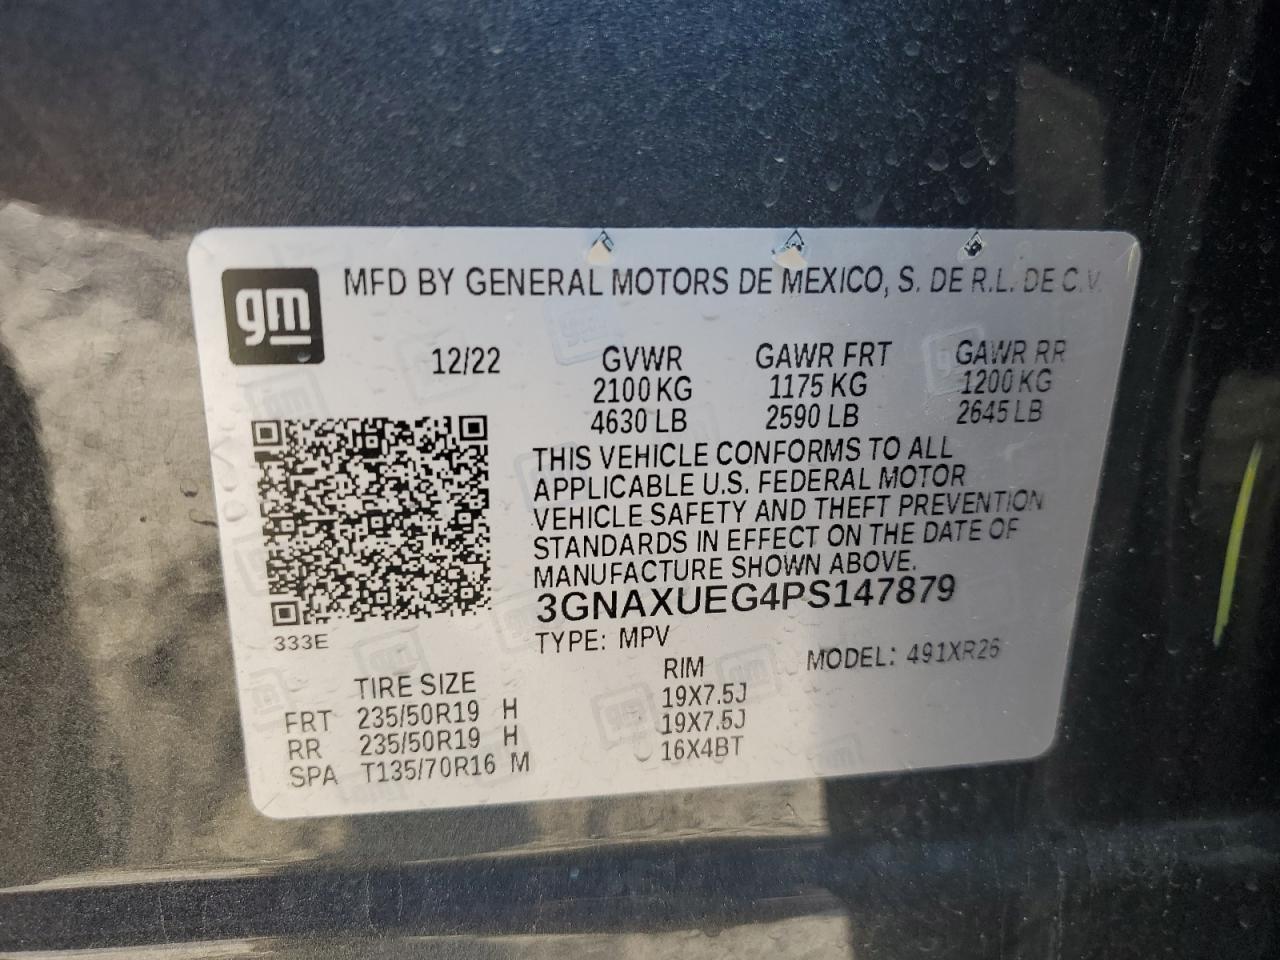 gm
MFD BY GENERAL MOTORS DE MEXICO, S. DE R.L. DE C.V.
12/22
GVWR GAWR FRT GAWR RR
2100 KG 1175 KG 1200 KG
4630 LB 2590 LB 2645 LB
THIS VEHICLE CONFORMS TO ALL
APPLICABLE U.S. FEDERAL MOTOR
VEHICLE SAFETY AND THEFT PREVENTION
STANDARDS IN EFFECT ON THE DATE OF
MANUFACTURE SHOWN ABOVE.
3GNAXUEG4PS147879
333E
TYPE: MPV
MODEL: 491XR26
TIRE SIZE RIM
FRT 235/50R19 H 19X7.5J
RR 235/50R19 H 19X7.5J
SPA T135/70R16 M 16X4BT